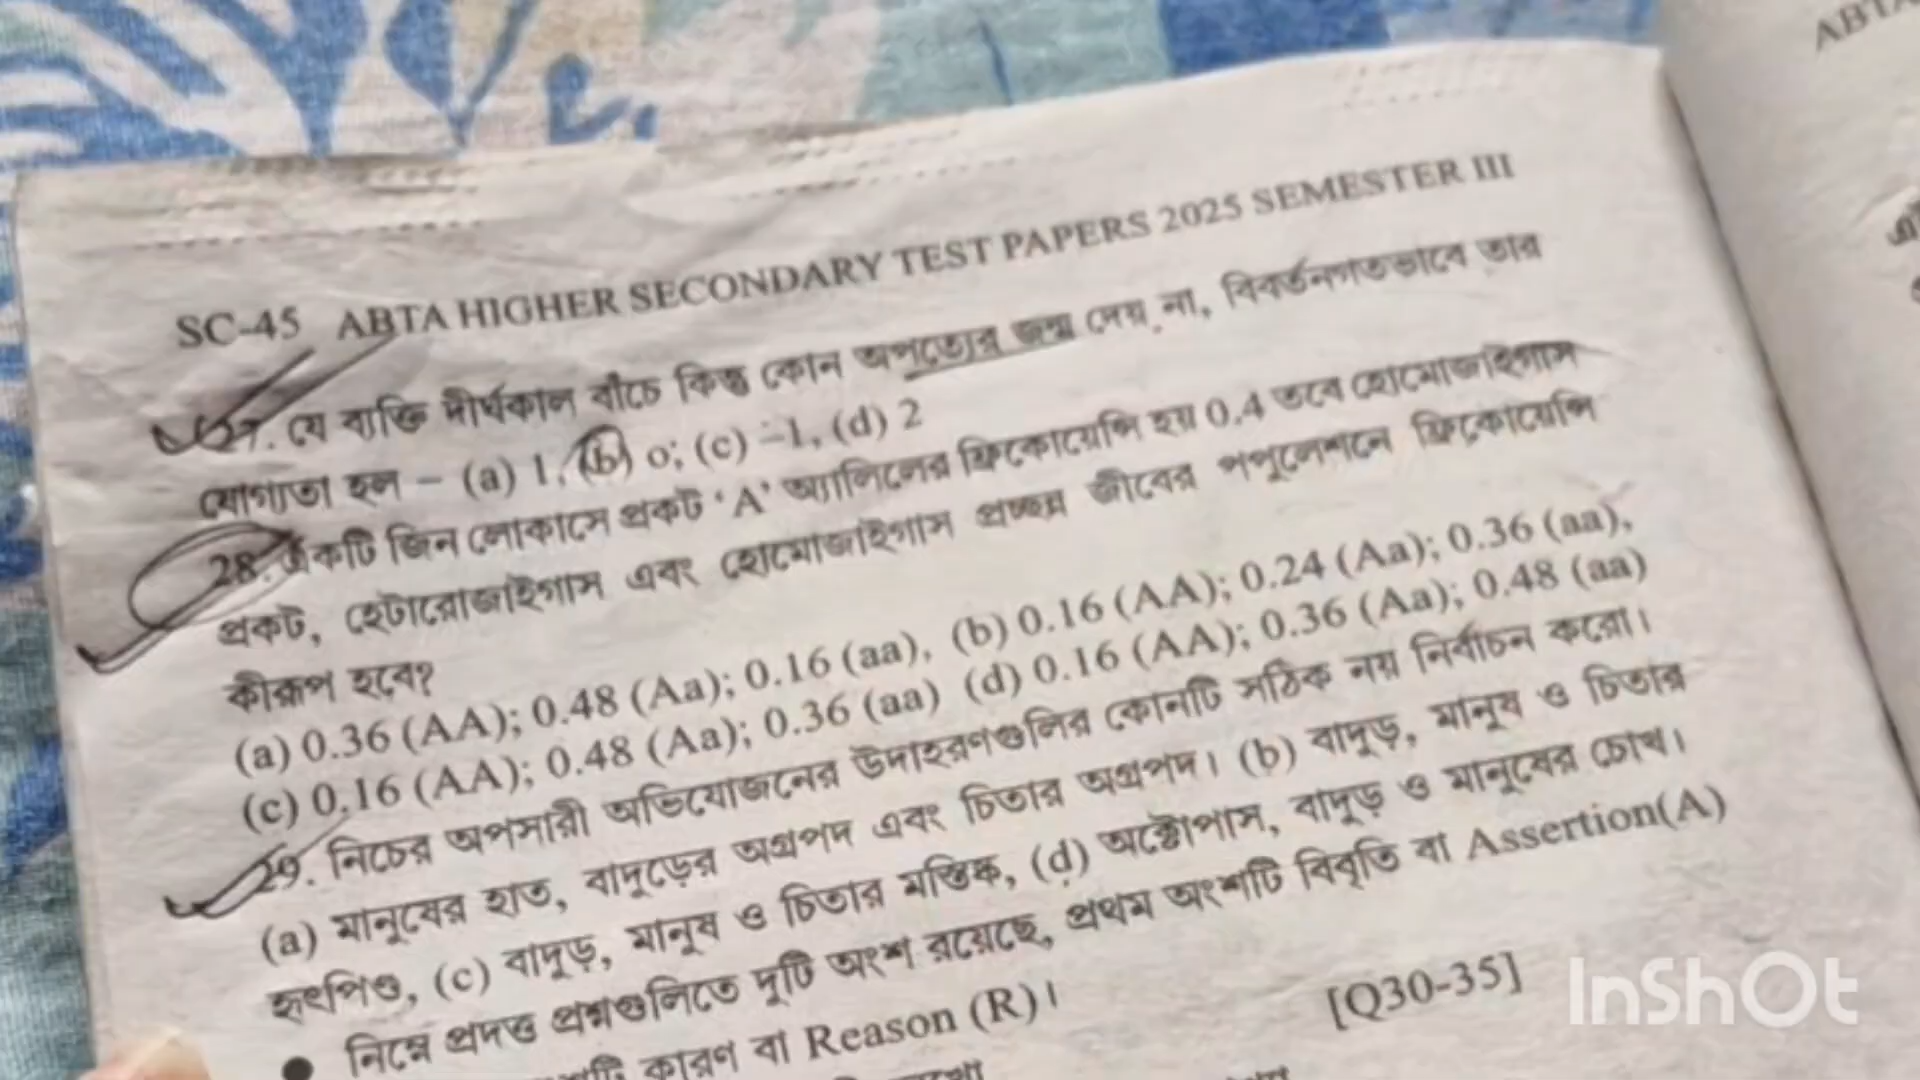 ABTA
SC-45 ABTA HIGHER SECONDARY TEST PAPERS 2025 SEMESTER III
27. যে ব্যক্তি দীর্ঘকাল বাঁচে কিন্তু কোন অপত্যের জন্ম দেয় না, বিবর্তনগতভাবে তার
যোগ্যতা হল – (a) 1, (b) 0; (c) -1, (d) 2
28. একটি জিন লোকাসে প্রকট 'A' অ্যালিলের ফ্রিকোয়েন্সি হয় 0.4 তবে হোমোজাইগাস
প্রকট, হেটারোজাইগাস এবং হোমোজাইগাস প্রচ্ছন্ন জীবের পপুলেশনে ফ্রিকোয়েন্সি
কীরূপ হবে?
(a) 0.36 (AA); 0.48 (Aa); 0.16 (aa), (b) 0.16 (AA); 0.24 (Aa); 0.36 (aa),
(c) 0.16 (AA); 0.48 (Aa); 0.36 (aa) (d) 0.16 (AA); 0.36 (Aa); 0.48 (aa)
29. নিচের অপসারী অভিযোজনের উদাহরণগুলির কোনটি সঠিক নয় নির্বাচন করো।
(a) মানুষের হাত, বাদুড়ের অগ্রপদ এবং চিতার অগ্রপদ। (b) বাদুড়, মানুষ ও চিতার
হৃৎপিণ্ড, (c) বাদুড়, মানুষ ও চিতার মস্তিষ্ক, (d) অক্টোপাস, বাদুড় ও মানুষের চোখ।
● নিম্নে প্রদত্ত প্রশ্নগুলিতে দুটি অংশ রয়েছে, প্রথম অংশটি বিবৃতি বা Assertion(A)
কারণ বা Reason (R)।
[Q30-35]
InShOt